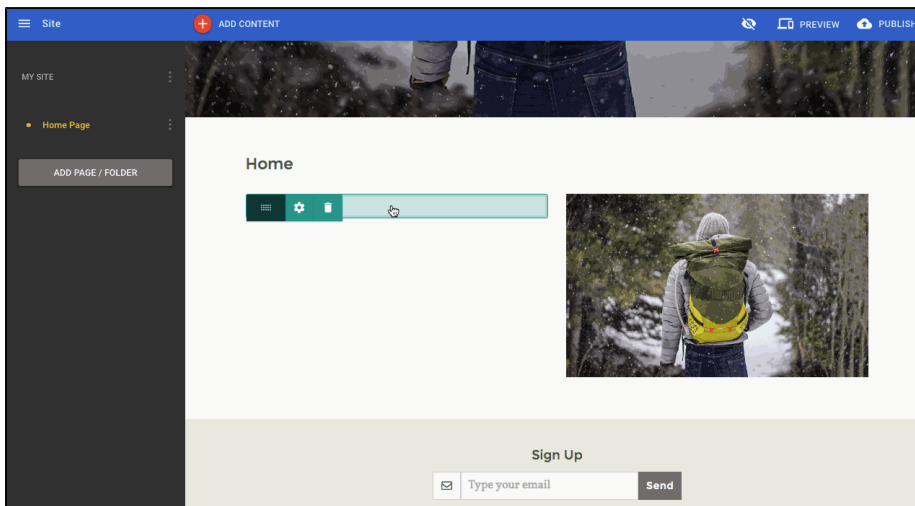 Site
ADD CONTENT
PREVIEW
PUBLISH
MY SITE
Home Page
ADD PAGE / FOLDER
Home
Sign Up
Type your email
Send